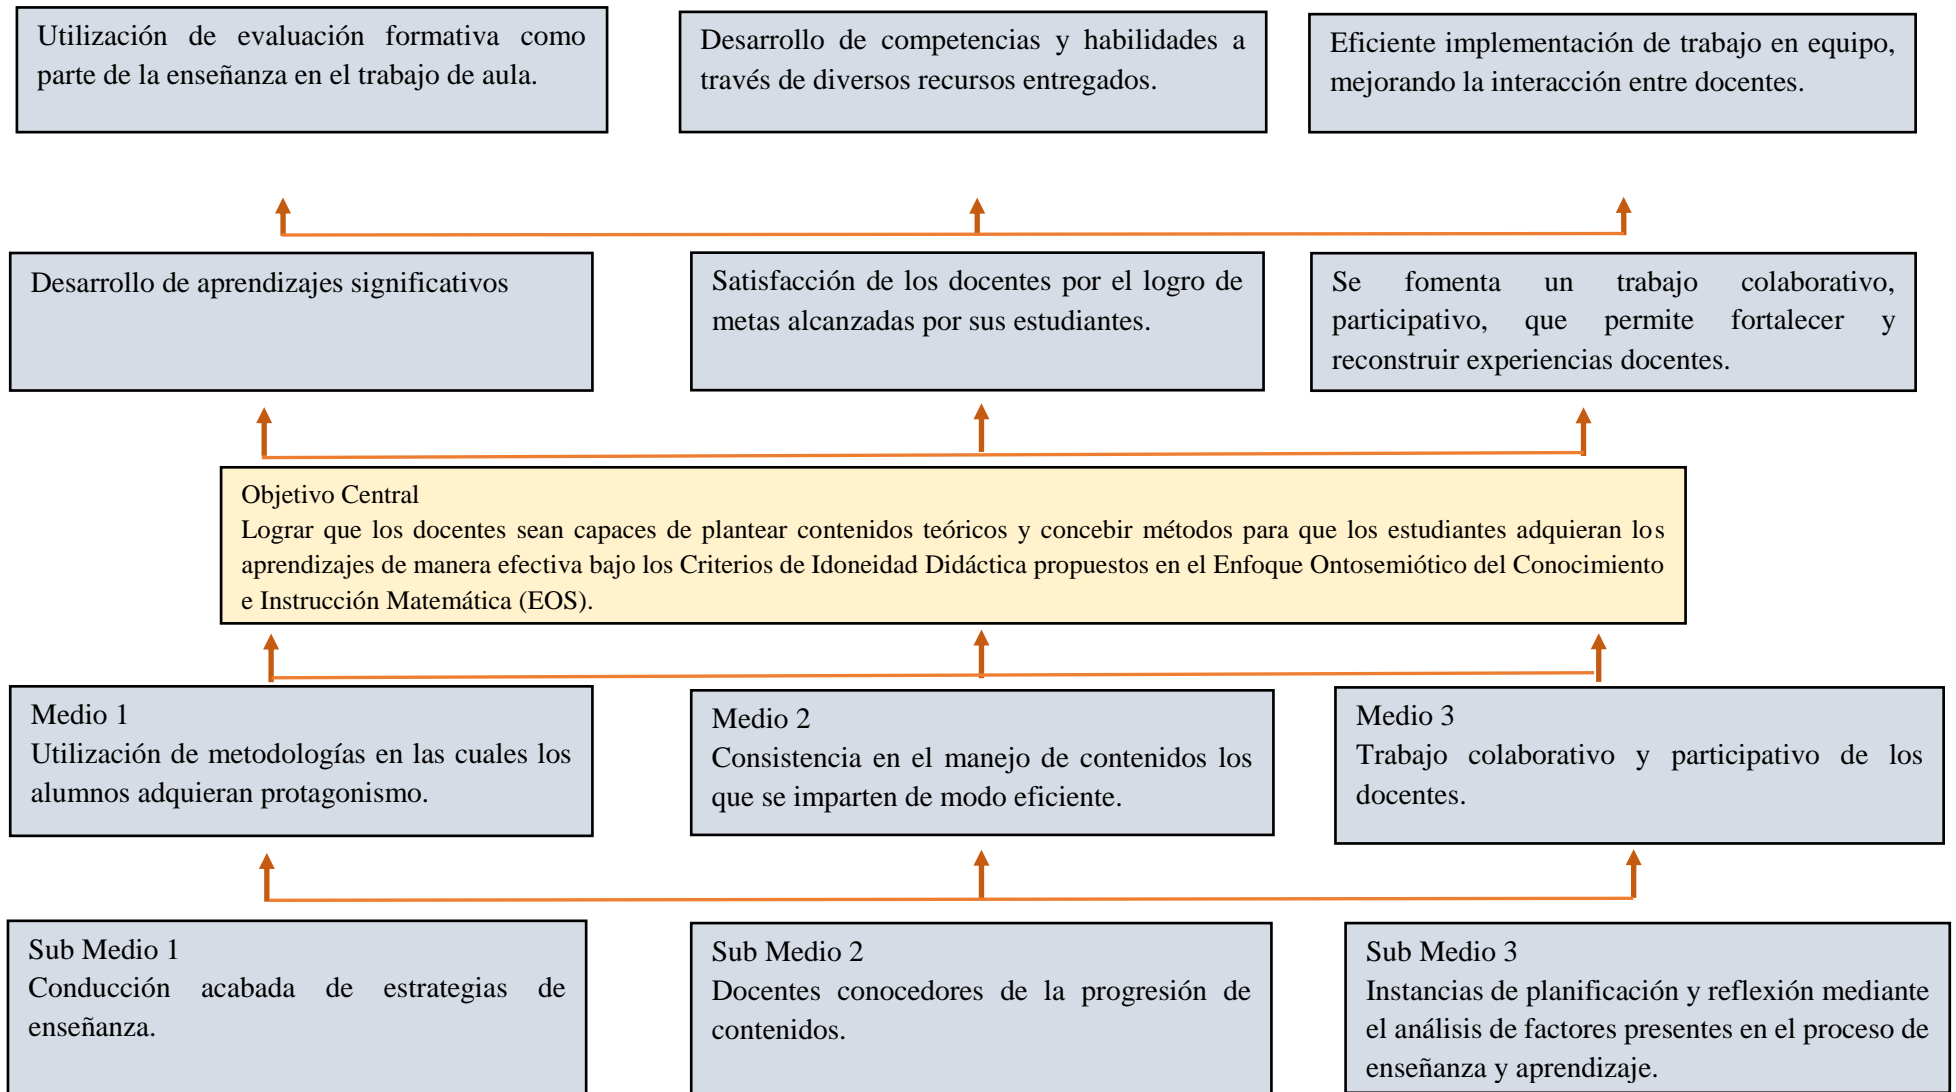 Utilización de evaluación formativa como
parte de la enseñanza en el trabajo de aula.
Desarrollo de competencias y habilidades a
través de diversos recursos entregados.
Eficiente implementación de trabajo en equipo,
mejorando la interacción entre docentes.
Desarrollo de aprendizajes significativos
Satisfacción de los docentes por el logro de
metas alcanzadas por sus estudiantes.
Se fomenta un trabajo colaborativo,
participativo, que permite fortalecer y
reconstruir experiencias docentes.
Objetivo Central
Lograr que los docentes sean capaces de plantear contenidos teóricos y concebir métodos para que los estudiantes adquieran los
aprendizajes de manera efectiva bajo los Criterios de Idoneidad Didáctica propuestos en el Enfoque Ontosemiótico del Conocimiento
e Instrucción Matemática (EOS).
Medio 1
Utilización de metodologías en las cuales los
alumnos adquieran protagonismo.
Medio 2
Consistencia en el manejo de contenidos los
que se imparten de modo eficiente.
Medio 3
Trabajo colaborativo y participativo de los
docentes.
Sub Medio 1
Conducción acabada de estrategias de
enseñanza.
Sub Medio 2
Docentes conocedores de la progresión de
contenidos.
Sub Medio 3
Instancias de planificación y reflexión mediante
el análisis de factores presentes en el proceso de
enseñanza y aprendizaje.